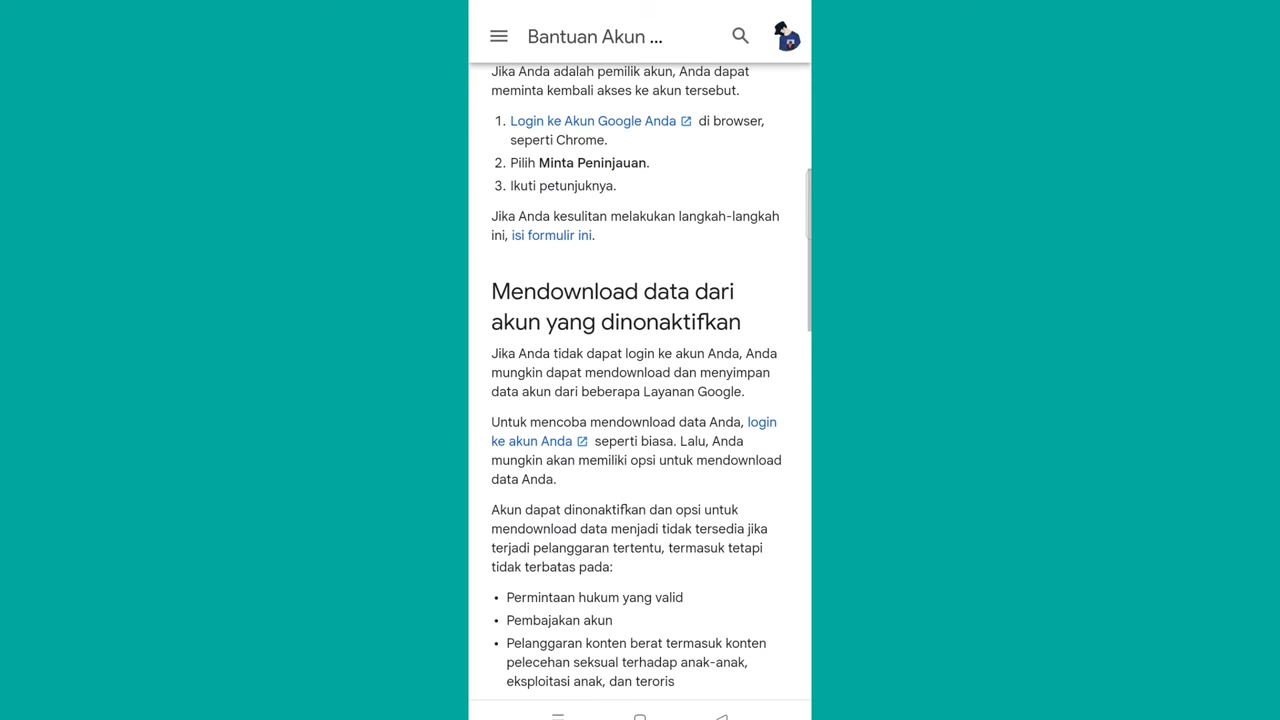 Bantuan Akun ...
Jika Anda adalah pemilik akun, Anda dapat
meminta kembali akses ke akun tersebut.
1. Login ke Akun Google Anda di browser,
seperti Chrome.
2. Pilih Minta Peninjauan.
3. Ikuti petunjuknya.
Jika Anda kesulitan melakukan langkah-langkah
ini, isi formulir ini.
Mendownload data dari
akun yang dinonaktifkan
Jika Anda tidak dapat login ke akun Anda, Anda
mungkin dapat mendownload dan menyimpan
data akun dari beberapa Layanan Google.
Untuk mencoba mendownload data Anda, login
ke akun Anda seperti biasa. Lalu, Anda
mungkin akan memiliki opsi untuk mendownload
data Anda.
Akun dapat dinonaktifkan dan opsi untuk
mendownload data menjadi tidak tersedia jika
terjadi pelanggaran tertentu, termasuk tetapi
tidak terbatas pada:
• Permintaan hukum yang valid
• Pembajakan akun
• Pelanggaran konten berat termasuk konten
pelecehan seksual terhadap anak-anak,
eksploitasi anak, dan teroris